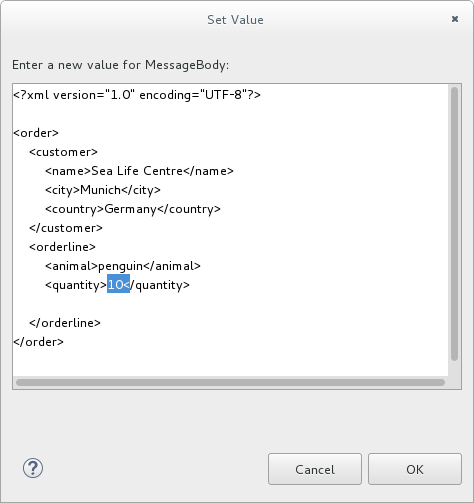 Set Value
Enter a new value for MessageBody:
<?xml version="1.0" encoding="UTF-8"?>
<order>
<customer>
<name>Sea Life Centre</name>
<city>Munich</city>
<country>Germany</country>
</customer>
<orderline>
<animal>penguin</animal>
<quantity>10</quantity>
</orderline>
</order>
?
Cancel
OK